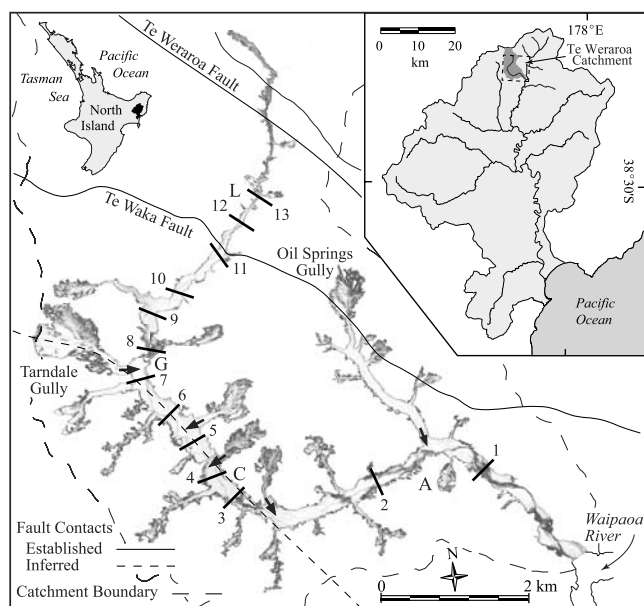 Te Weraroa Fault
Pacific
Ocean
Tasman
Sea
North
Island
Te Waka Fault
L
12
13
11
Oil Springs
Gully
10
9
8
G
Tarndale
Gully
7
6
5
4
C
3
2
A
1
Waipaoa
River
Fault Contacts
Established
Inferred
Catchment Boundary
N
0
2 km
0
10
20
km
178°E
Te Weraroa
Catchment
38°30'S
Pacific
Ocean